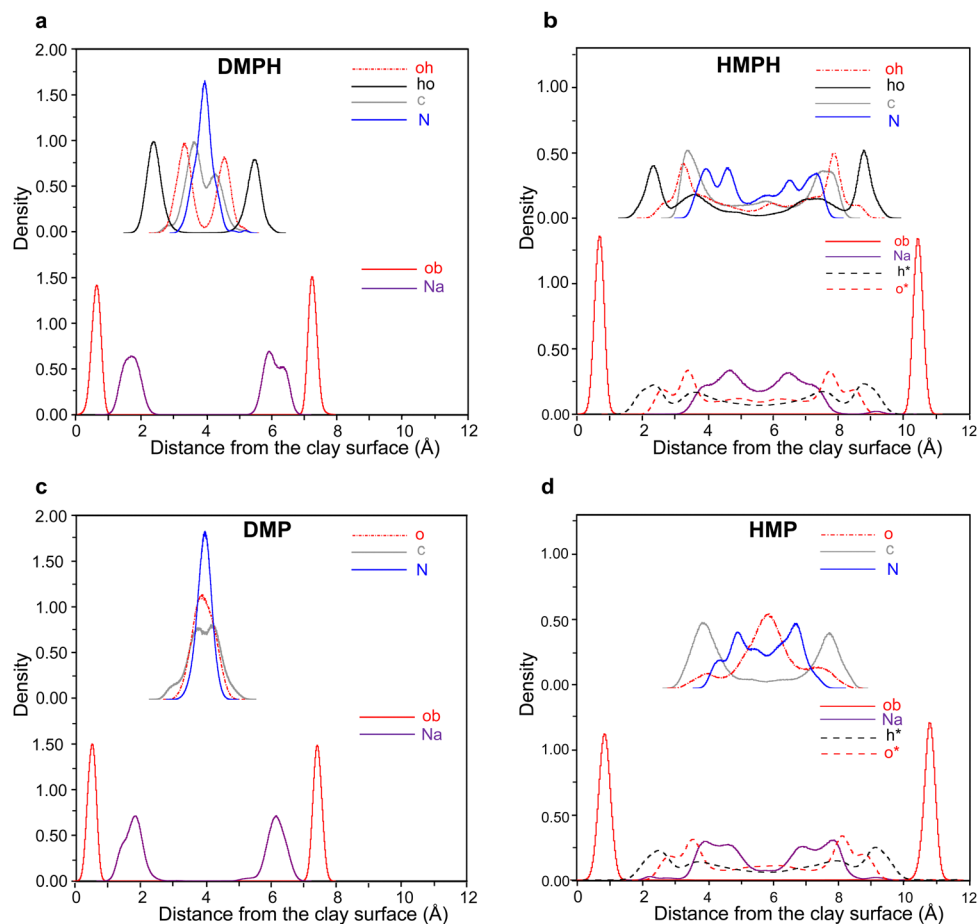 a
DMPH
oh
ho
c
N
2.00
1.50
1.00
0.50
0.00
Density
ob
Na
1.50
1.00
0.50
0.00
0 2 4 6 8 10 12
Distance from the clay surface (Å)
b
HMPH
oh
ho
c
N
1.00
0.50
0.00
Density
ob
Na
h*
o*
1.00
0.50
0.00
0 2 4 6 8 10 12
Distance from the clay surface (Å)
c
DMP
o
c
N
2.00
1.50
1.00
0.50
0.00
Density
ob
Na
1.50
1.00
0.50
0.00
0 2 4 6 8 10 12
Distance from the clay surface (Å)
d
HMP
o
c
N
1.00
0.50
0.00
Density
ob
Na
h*
o*
1.00
0.50
0.00
0 2 4 6 8 10 12
Distance from the clay surface (Å)